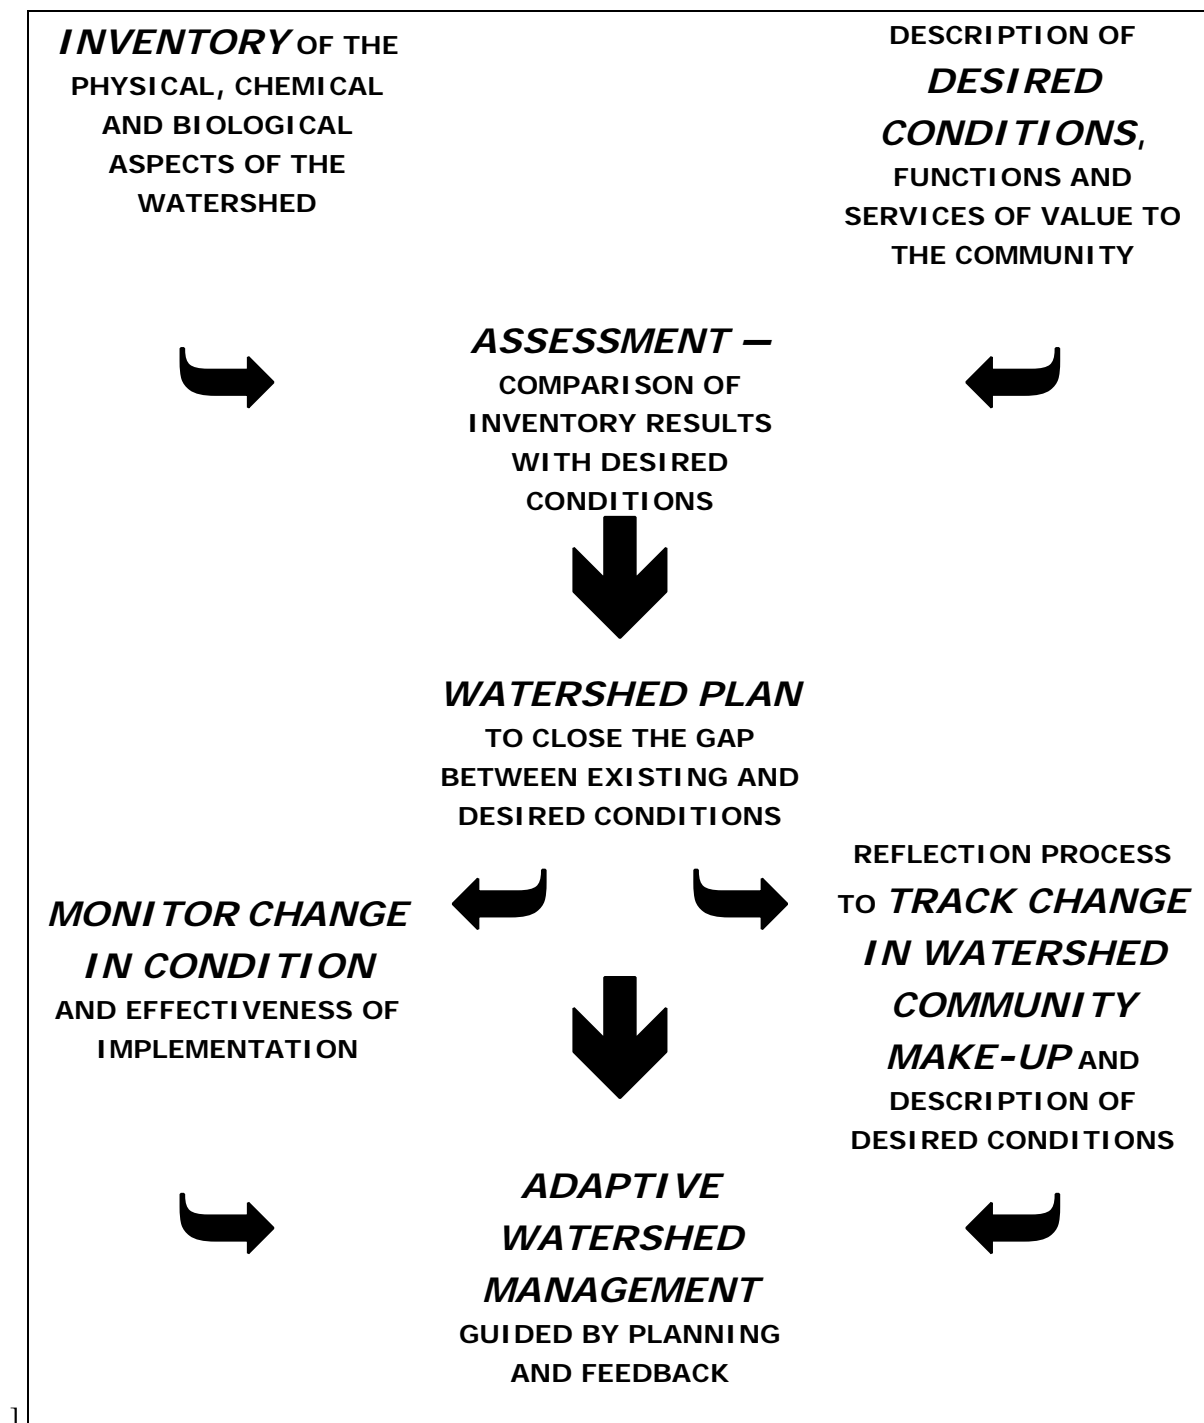 INVENTORY OF THE
PHYSICAL, CHEMICAL
AND BIOLOGICAL
ASPECTS OF THE
WATERSHED
DESCRIPTION OF
DESIRED
CONDITIONS,
FUNCTIONS AND
SERVICES OF VALUE TO
THE COMMUNITY
ASSESSMENT –
COMPARISON OF
INVENTORY RESULTS
WITH DESIRED
CONDITIONS
WATERSHED PLAN
TO CLOSE THE GAP
BETWEEN EXISTING AND
DESIRED CONDITIONS
MONITOR CHANGE
IN CONDITION
AND EFFECTIVENESS OF
IMPLEMENTATION
REFLECTION PROCESS
TO TRACK CHANGE
IN WATERSHED
COMMUNITY
MAKE-UP AND
DESCRIPTION OF
DESIRED CONDITIONS
ADAPTIVE
WATERSHED
MANAGEMENT
GUIDED BY PLANNING
AND FEEDBACK
]